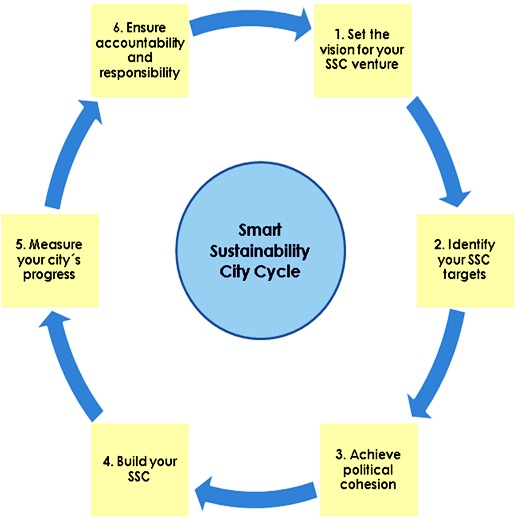 6. Ensure
accountability
and
responsibility
1. Set the
vision for your
SSC venture
Smart
Sustainability
City Cycle
2. Identify
your SSC
targets
3. Achieve
political
cohesion
4. Build your
SSC
5. Measure
your city´s
progress